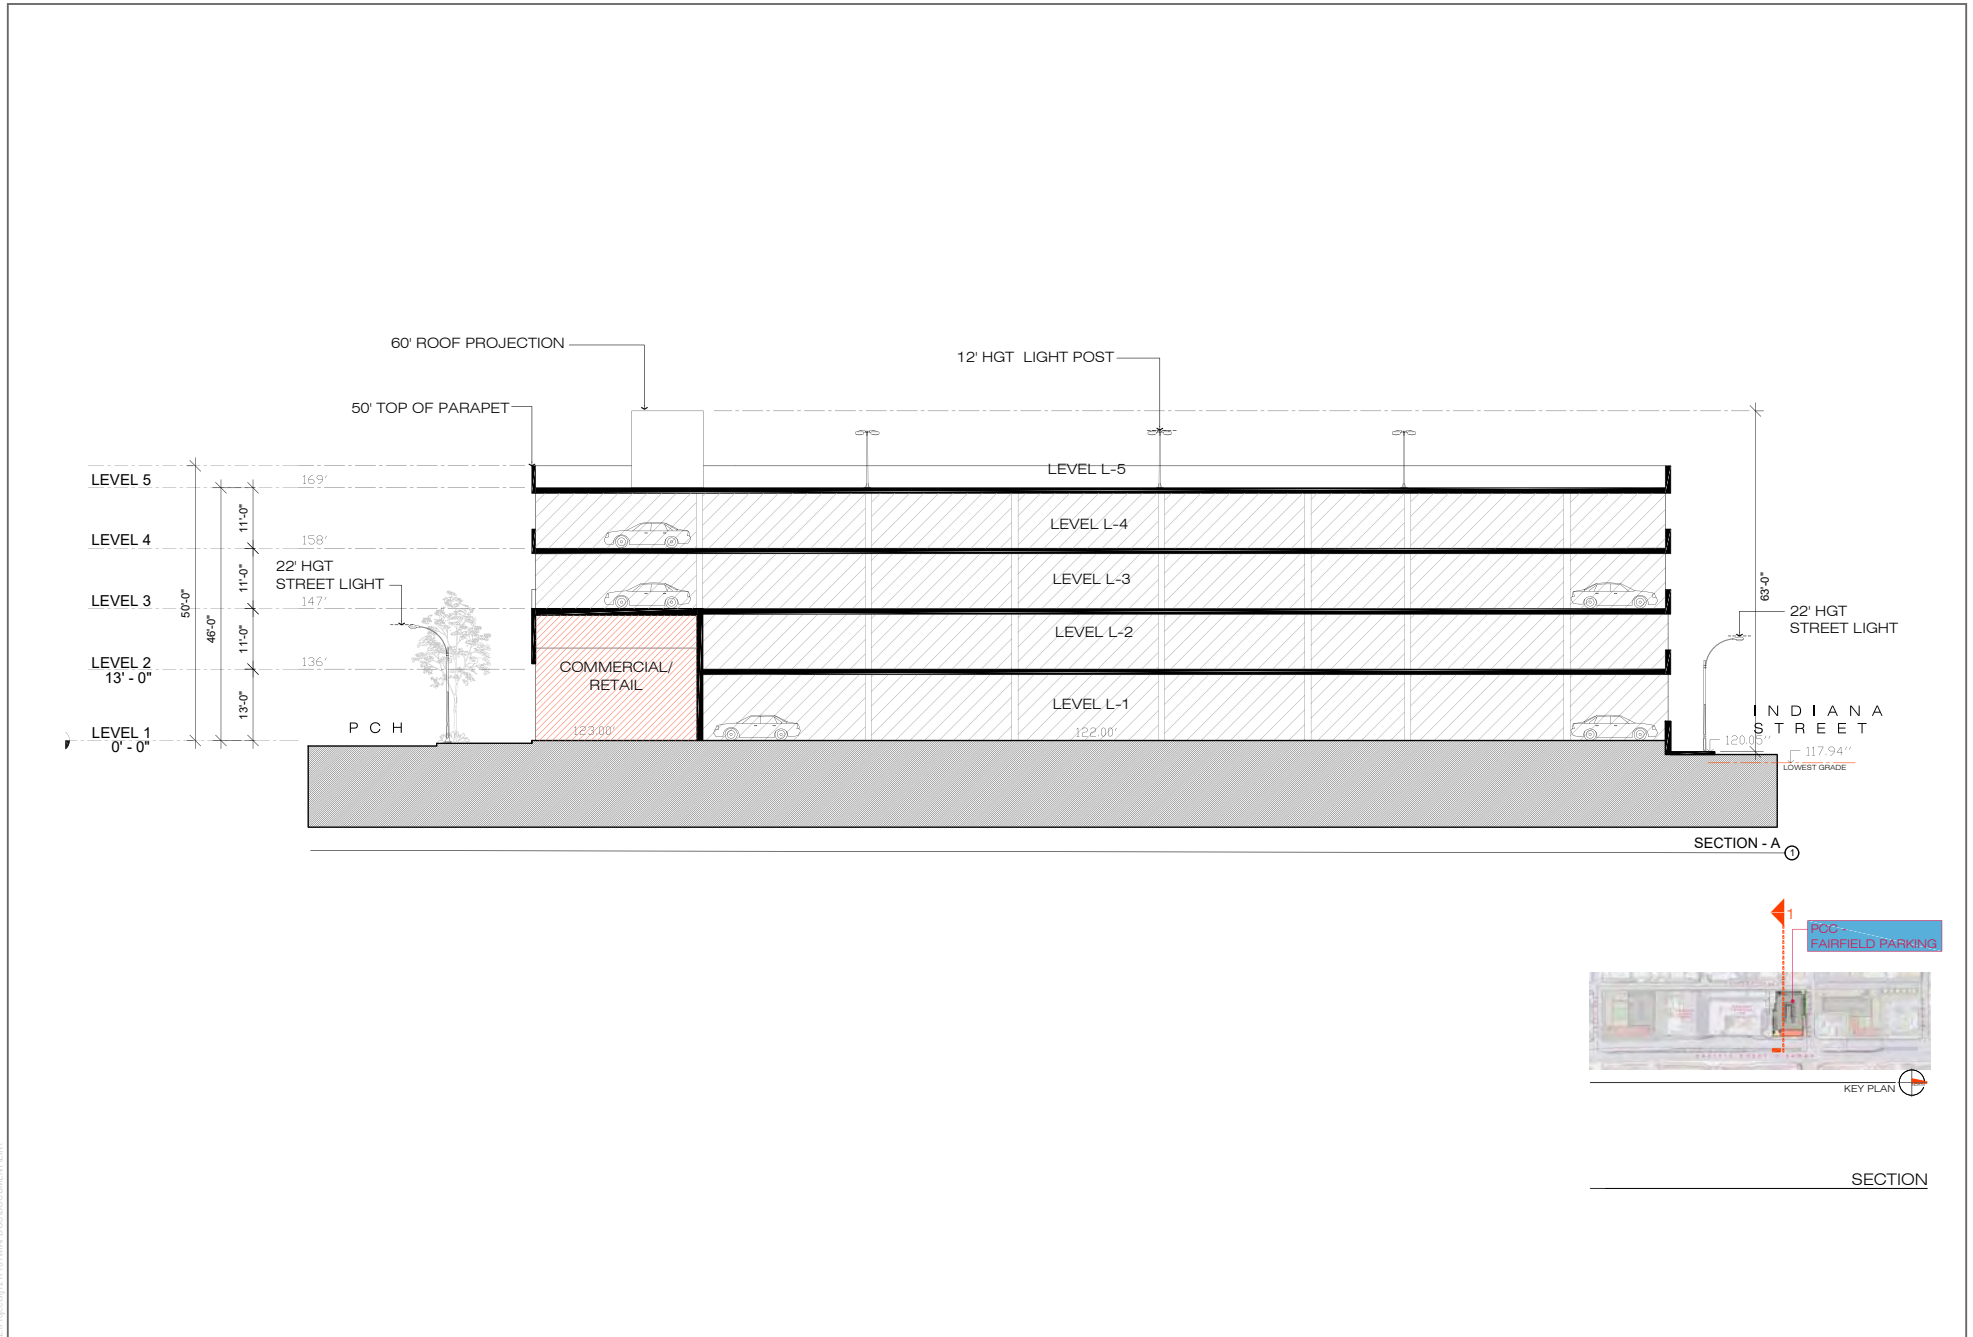 60' ROOF PROJECTION
12' HGT LIGHT POST
50' TOP OF PARAPET
LEVEL L-5
LEVEL 5
169'
11'-0"
LEVEL L-4
LEVEL 4
158'
22' HGT
STREET LIGHT
11'-0"
LEVEL L-3
63'-0"
LEVEL 3
147'
50'-0"
46'-0"
11'-0"
22' HGT
STREET LIGHT
LEVEL L-2
LEVEL 2
13' - 0"
136'
COMMERCIAL/
RETAIL
13'-0"
LEVEL L-1
INDIANA
STREET
LEVEL 1
0' - 0"
PCH
123.00'
122.00'
120.05''
117.94''
LOWEST GRADE
SECTION - A
1
1
PCC -
FAIRFIELD PARKING
KEY PLAN
SECTION